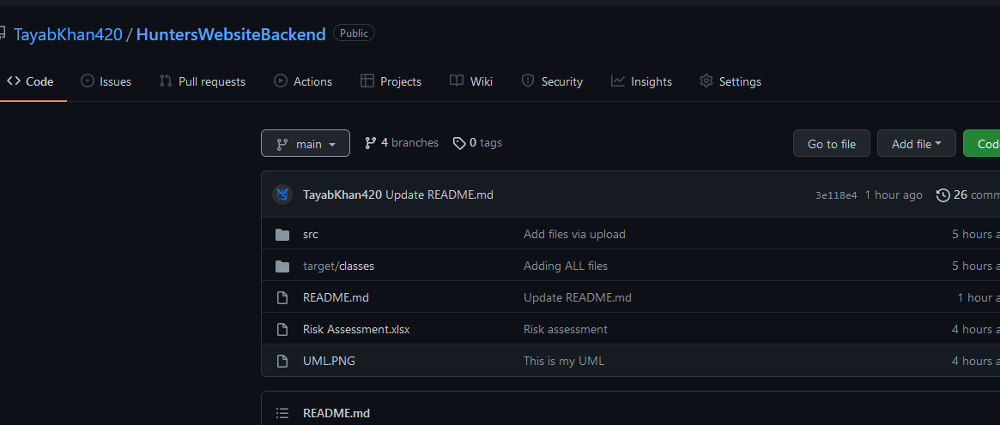 TayabKhan420 / HuntersWebsiteBackend Public
Code Issues Pull requests Actions Projects Wiki Security Insights Settings
main 4 branches 0 tags Go to file Add file Cod
TayabKhan420 Update README.md 3e118e4 1 hour ago 26 comm
src Add files via upload 5 hours a
target/classes Adding ALL files 5 hours a
README.md Update README.md 1 hour a
Risk Assessment.xlsx Risk assessment 4 hours a
UML.PNG This is my UML 4 hours a
README.md